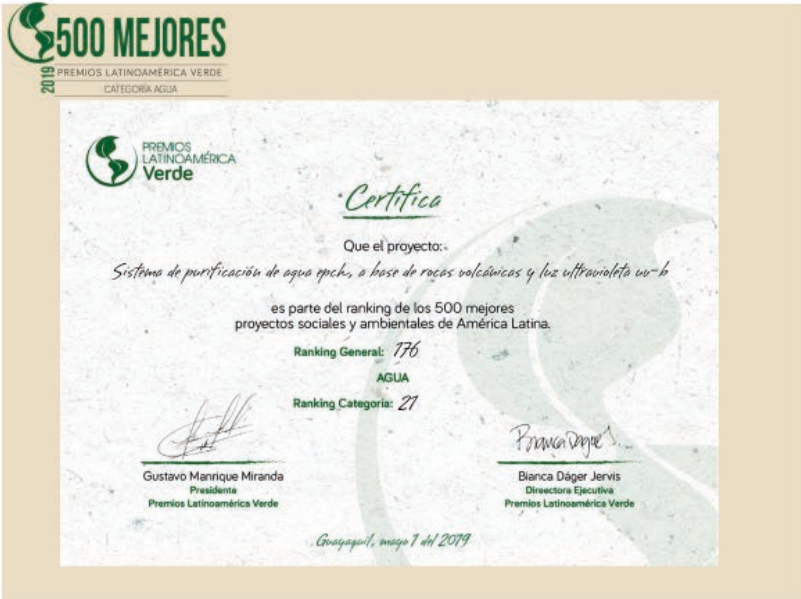 500 MEJORES
2019
PREMIOS LATINOAMÉRICA VERDE
CATEGORÍA AGUA
PREMIOS
LATINOAMÉRICA
Verde
Certifica
Que el proyecto:
Sistema de purificación de agua epch, a base de rocas volcánicas y luz ultravioleta uv-b
es parte del ranking de los 500 mejores
proyectos sociales y ambientales de América Latina.
Ranking General: 176
AGUA
Ranking Categoría: 21
Bianca Dáger J.
Gustavo Manrique Miranda
Presidente
Premios Latinoamérica Verde
Bianca Dáger Jervis
Directora Ejecutiva
Premios Latinoamérica Verde
Guayaquil, mayo 1 del 2019